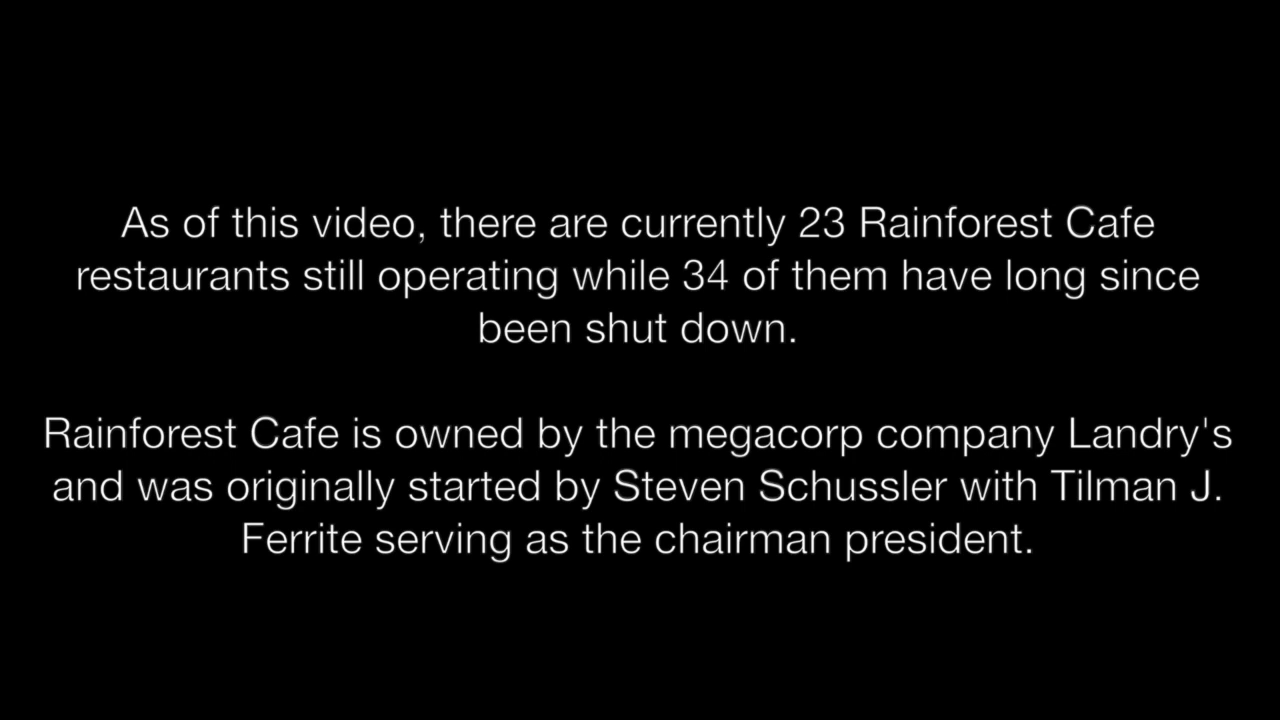 As of this video, there are currently 23 Rainforest Cafe
restaurants still operating while 34 of them have long since
been shut down.
Rainforest Cafe is owned by the megacorp company Landry's
and was originally started by Steven Schussler with Tilman J.
Ferrite serving as the chairman president.